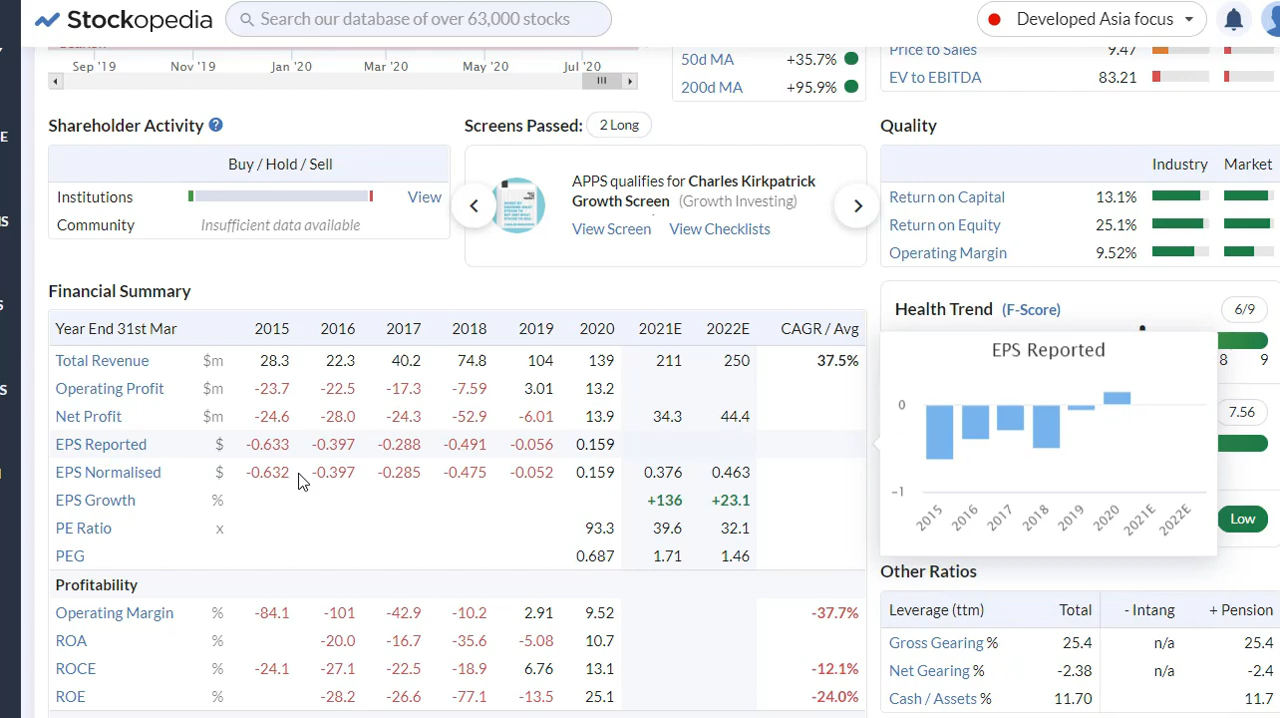 Stockopedia
Search our database of over 63,000 stocks
Developed Asia focus
Sep '19 Nov '19 Jan '20 Mar '20 May '20 Jul '20
50d MA +35.7%
200d MA +95.9%
Price to Sales 9.47
EV to EBITDA 83.21
Shareholder Activity ?
Buy / Hold / Sell
Institutions View
Community Insufficient data available
Screens Passed: 2 Long
APPS qualifies for Charles Kirkpatrick
Growth Screen (Growth Investing)
View Screen View Checklists
Quality
Industry Market
Return on Capital 13.1%
Return on Equity 25.1%
Operating Margin 9.52%
Financial Summary
Year End 31st Mar 2015 2016 2017 2018 2019 2020 2021E 2022E CAGR / Avg
Total Revenue $m 28.3 22.3 40.2 74.8 104 139 211 250 37.5%
Operating Profit $m -23.7 -22.5 -17.3 -7.59 3.01 13.2
Net Profit $m -24.6 -28.0 -24.3 -52.9 -6.01 13.9 34.3 44.4
EPS Reported $ -0.633 -0.397 -0.288 -0.491 -0.056 0.159
EPS Normalised $ -0.632 -0.397 -0.285 -0.475 -0.052 0.159 0.376 0.463
EPS Growth % +136 +23.1
PE Ratio x 93.3 39.6 32.1
PEG 0.687 1.71 1.46
Profitability
Operating Margin % -84.1 -101 -42.9 -10.2 2.91 9.52 -37.7%
ROA % -20.0 -16.7 -35.6 -5.08 10.7
ROCE % -24.1 -27.1 -22.5 -18.9 6.76 13.1 -12.1%
ROE % -28.2 -26.6 -77.1 -13.5 25.1 -24.0%
Health Trend (F-Score) 6/9
8 9
EPS Reported
0
-1
2015 2016 2017 2018 2019 2020 2021E 2022E
7.56
Low
Other Ratios
Leverage (ttm) Total - Intang + Pension
Gross Gearing % 25.4 n/a 25.4
Net Gearing % -2.38 n/a -2.4
Cash / Assets % 11.70 n/a 11.7